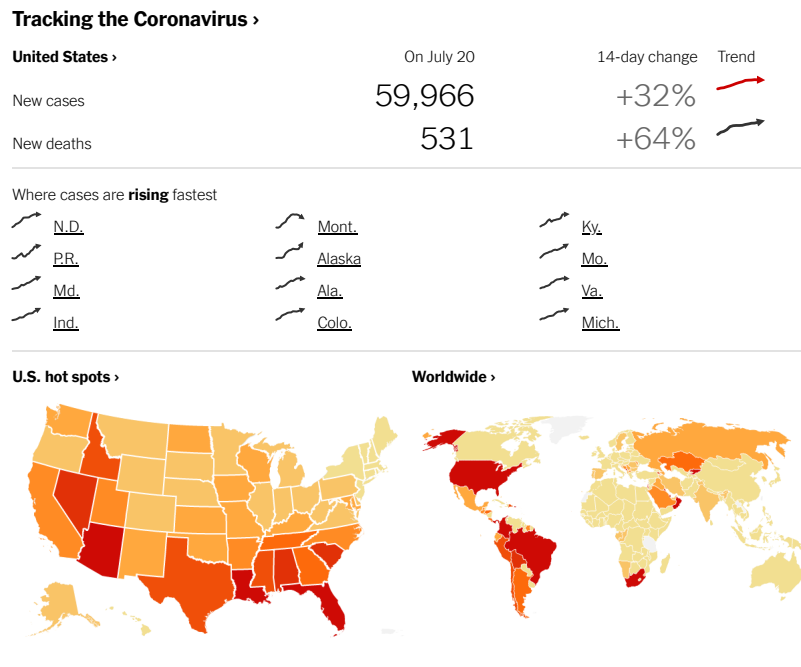 Tracking the Coronavirus ›
United States › On July 20 14-day change Trend
New cases 59,966 +32%
New deaths 531 +64%
Where cases are rising fastest
N.D. Mont. Ky.
P.R. Alaska Mo.
Md. Ala. Va.
Ind. Colo. Mich.
U.S. hot spots › Worldwide ›